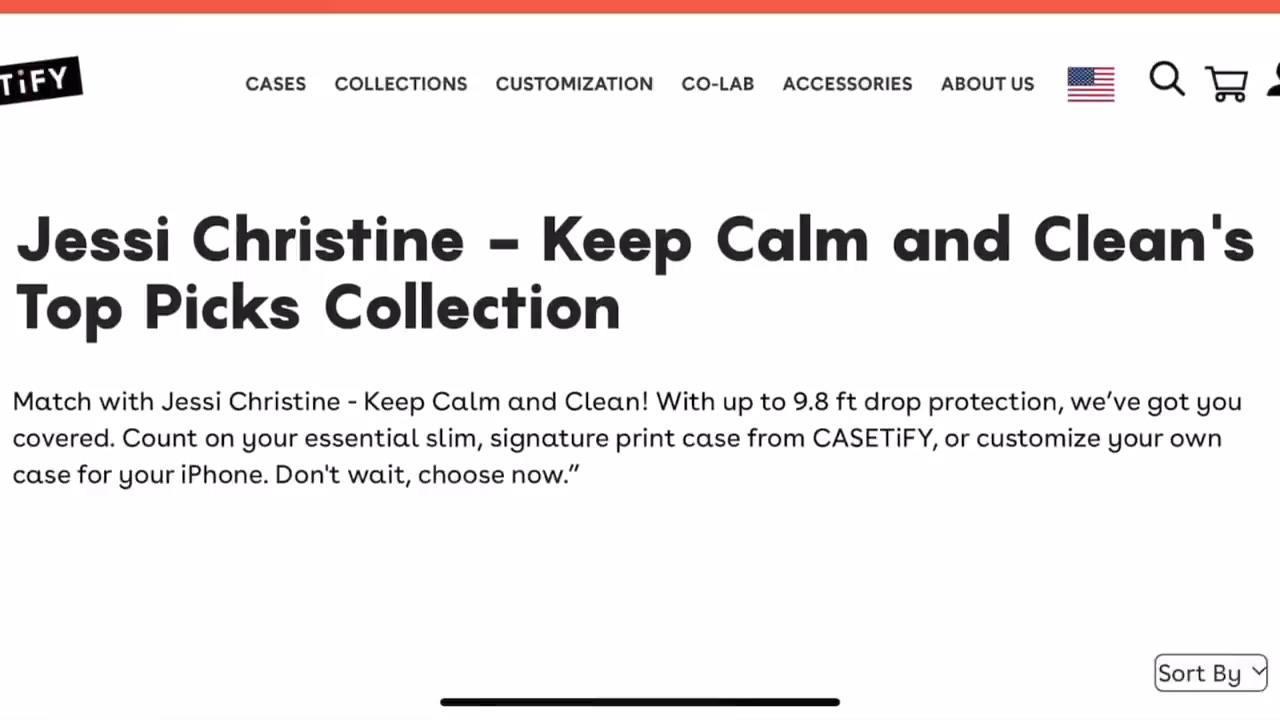 TiFY
CASES COLLECTIONS CUSTOMIZATION CO-LAB ACCESSORIES ABOUT US
Jessi Christine – Keep Calm and Clean's
Top Picks Collection
Match with Jessi Christine - Keep Calm and Clean! With up to 9.8 ft drop protection, we’ve got you
covered. Count on your essential slim, signature print case from CASETiFY, or customize your own
case for your iPhone. Don't wait, choose now.”
Sort By